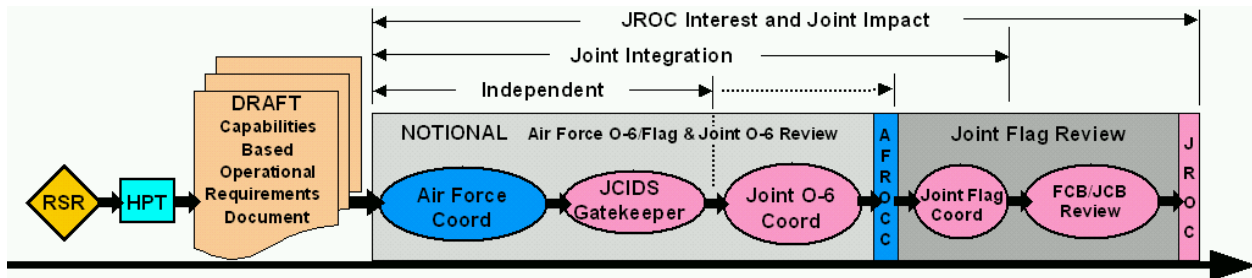 JROC Interest and Joint Impact
Joint Integration
Independent
DRAFT
Capabilities
Based
Operational
Requirements
Document
NOTIONAL Air Force O-6/Flag & Joint O-6 Review
Joint Flag Review
RSR
HPT
Air Force
Coord
JCIDS
Gatekeeper
Joint O-6
Coord
AFROCC
Joint Flag
Coord
FCB/JCB
Review
JROC